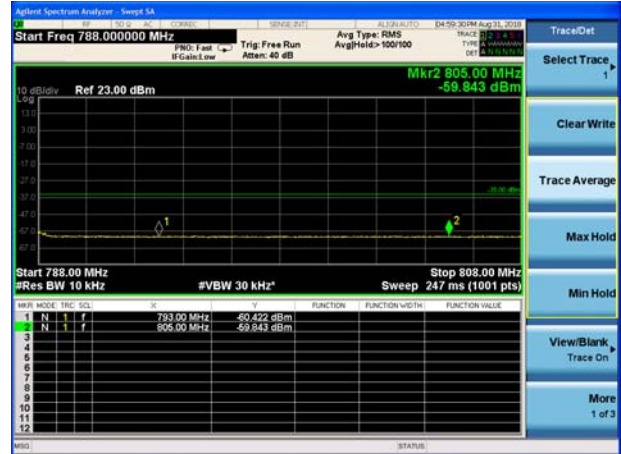 Agilent Spectrum Analyzer - Swept SA
RF 50 Ω AC CORREC SENSE:INT ALIGNAUTO 04:59:30 PM Aug 31, 2018
Start Freq 788.000000 MHz
PNO: Fast
IFGain:Low
Trig: Free Run
Atten: 40 dB
Avg Type: RMS
Avg|Hold:>100/100
TRACE 1 2 3 4 5 6
TYPE
DET A N N N N N
Trace/Det
Select Trace
1
Clear Write
Trace Average
Max Hold
Min Hold
View/Blank
Trace On
More
1 of 3
Mkr2 805.00 MHz
-59.843 dBm
10 dB/div Ref 23.00 dBm
Log
13.0
3.00
-7.00
-17.0
-27.0
-37.0
-47.0
-57.0
-67.0
-35.00 dBm
1
2
Start 788.00 MHz
Stop 808.00 MHz
#Res BW 10 kHz
#VBW 30 kHz*
Sweep 247 ms (1001 pts)
MKR MODE TRC SCL X Y FUNCTION FUNCTION WIDTH FUNCTION VALUE
1 N 1 f 793.00 MHz -60.422 dBm
2 N 1 f 805.00 MHz -59.843 dBm
3
4
5
6
7
8
9
10
11
12
MSG
STATUS